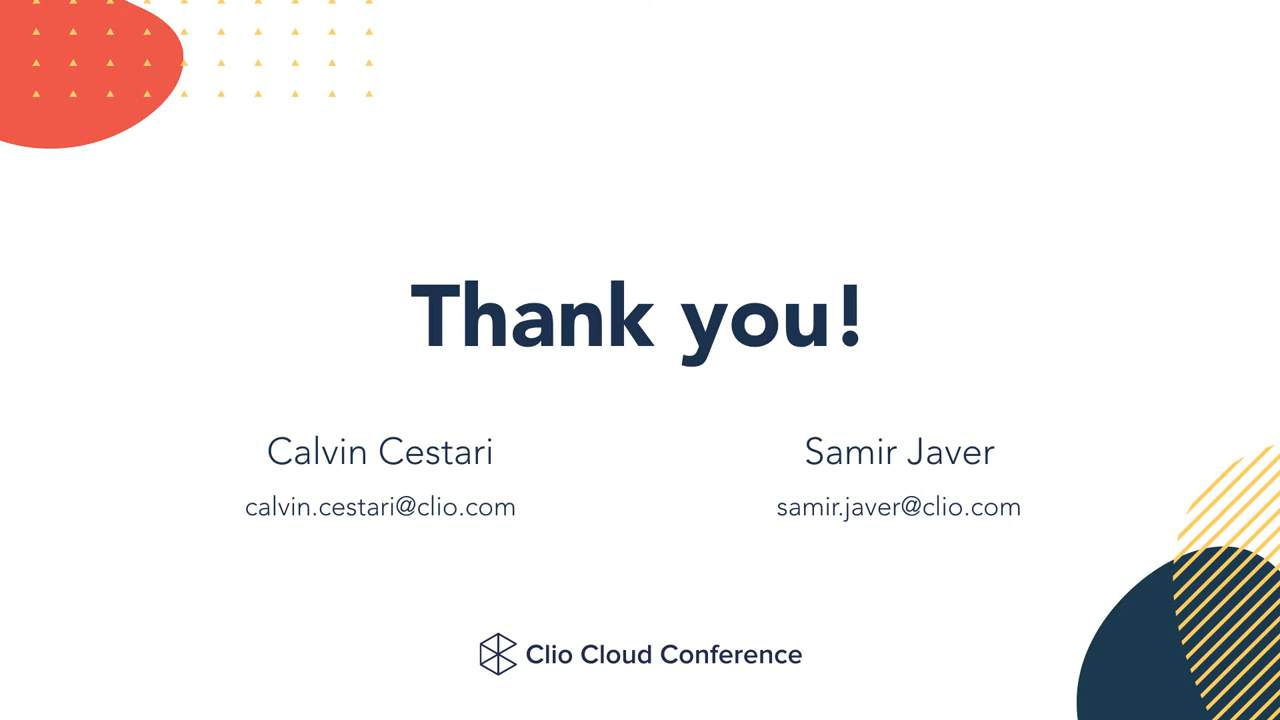 Thank you!
Calvin Cestari
calvin.cestari@clio.com
Samir Javer
samir.javer@clio.com
Clio Cloud Conference